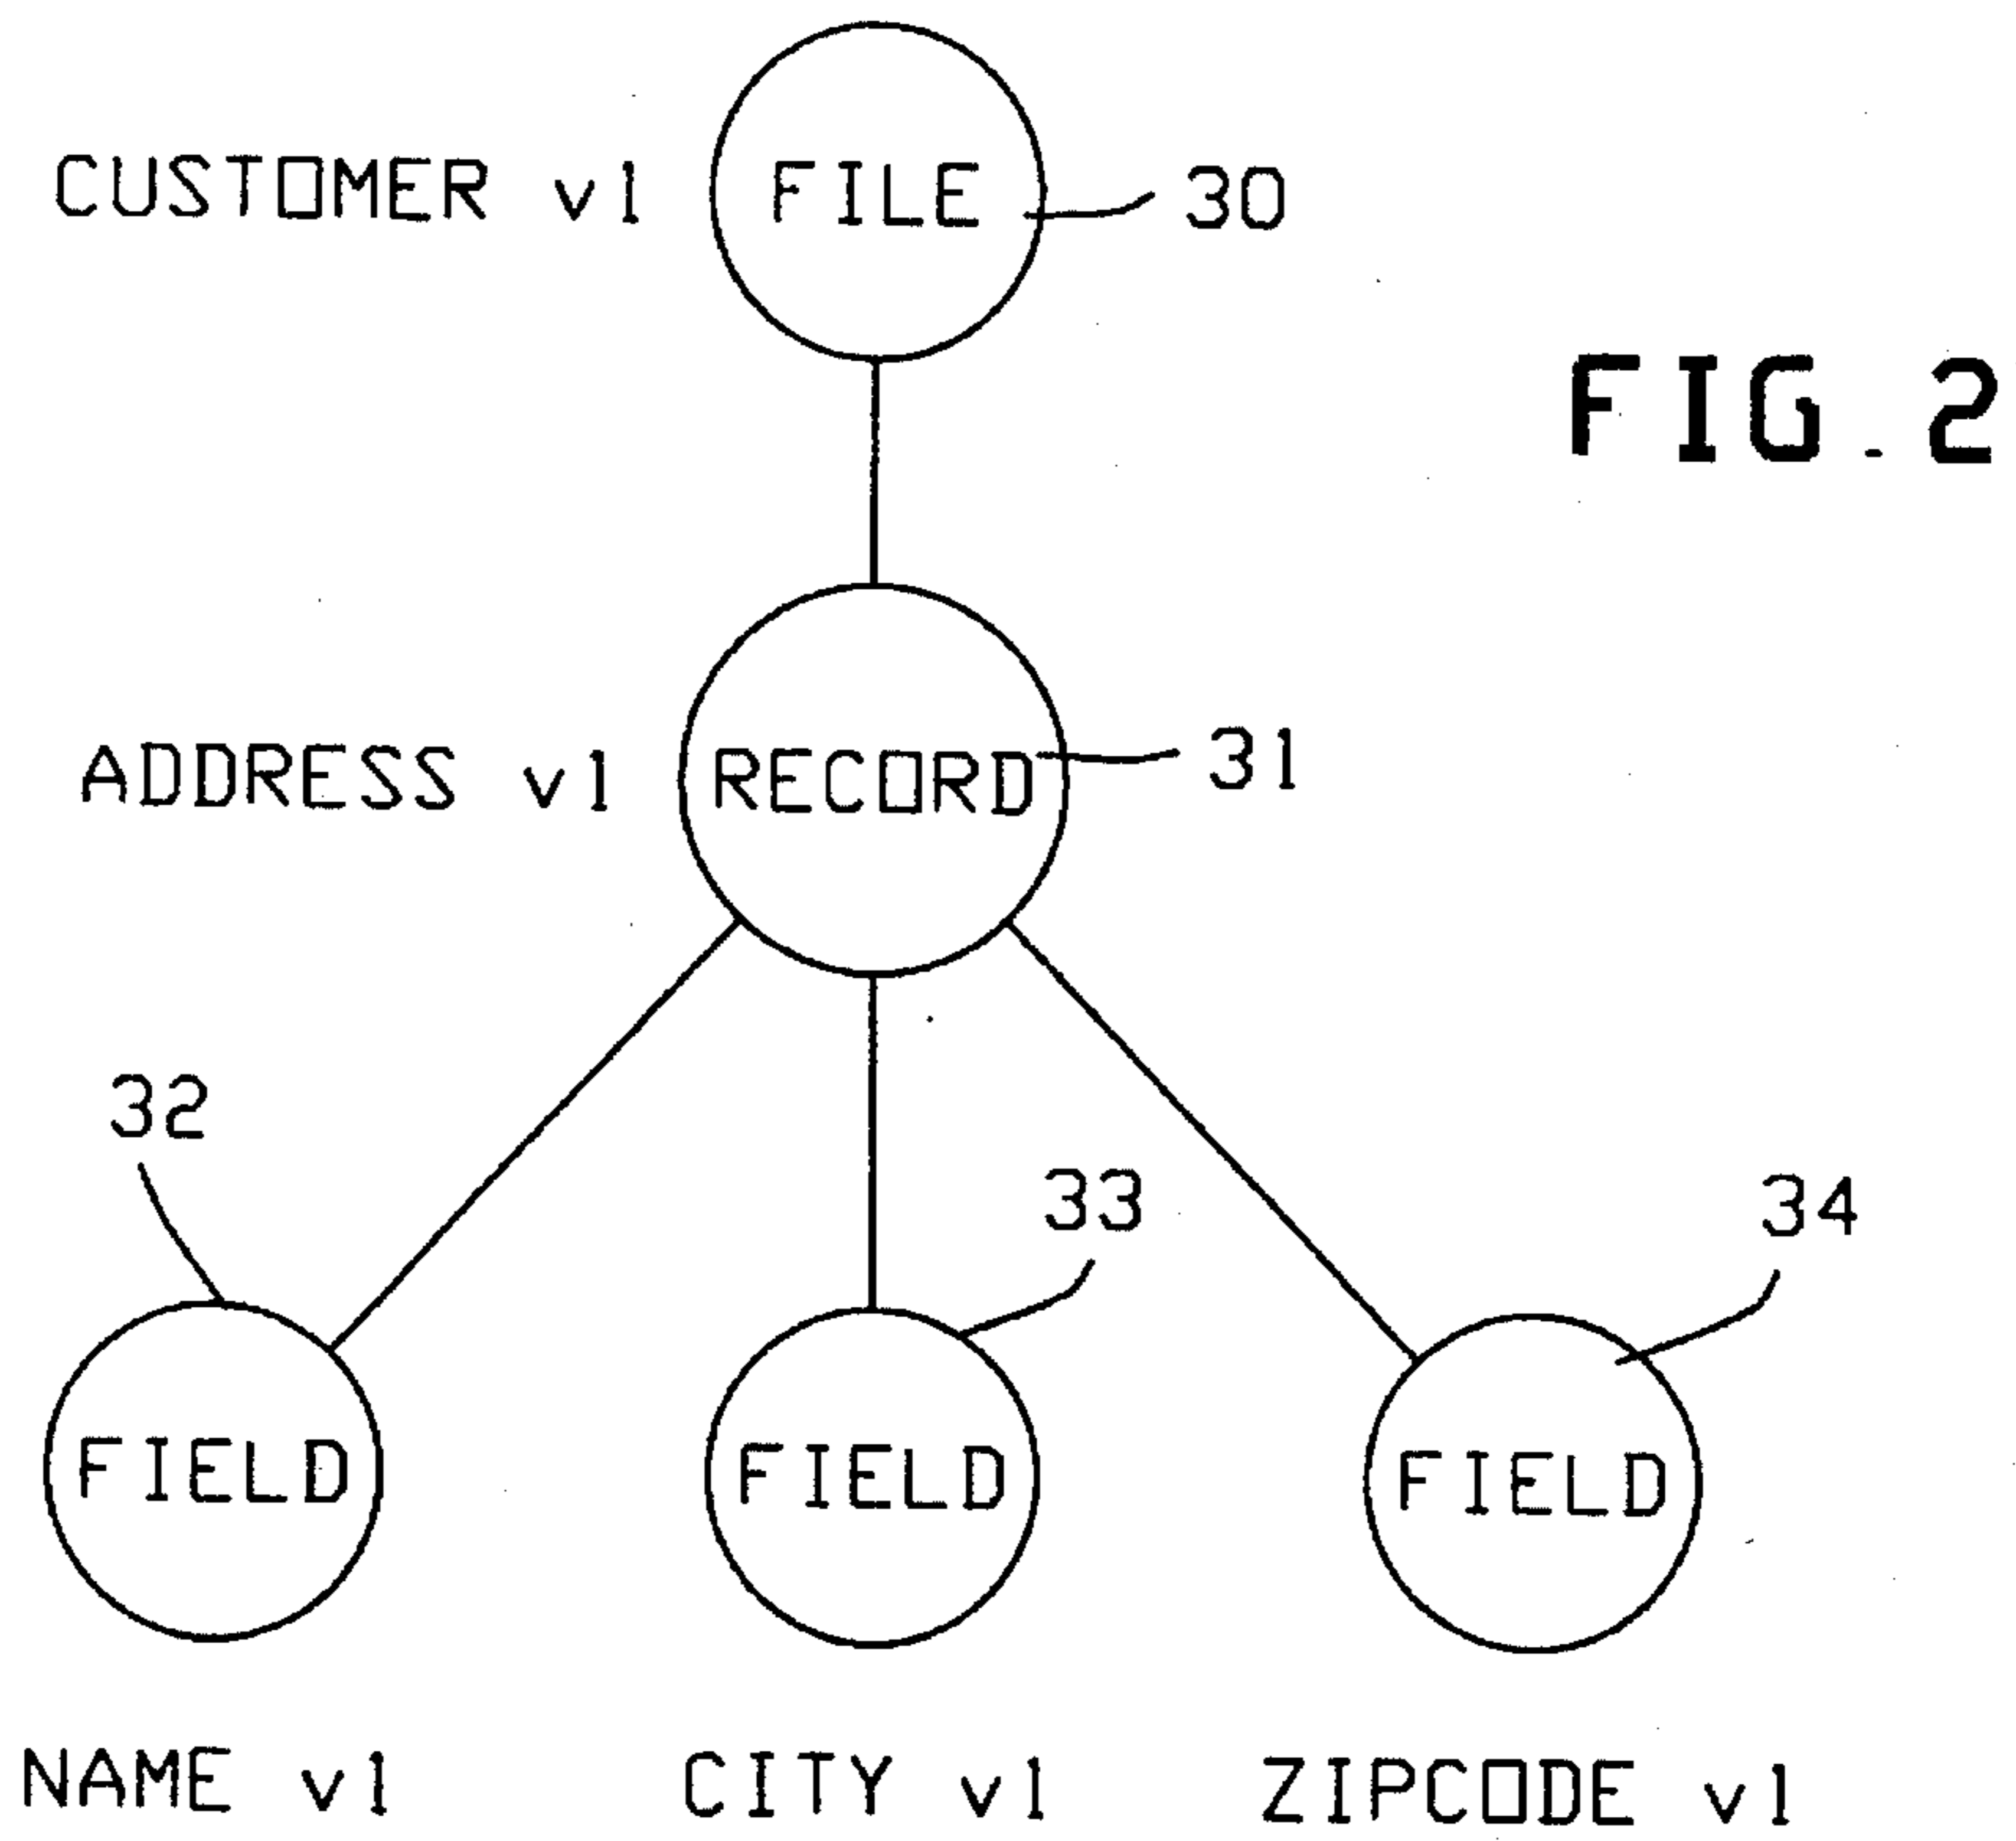 CUSTOMER v1
FILE
30
FIG. 2
ADDRESS v1
RECORD
31
32
33
34
FIELD
FIELD
FIELD
NAME v1
CITY v1
ZIPCODE v1